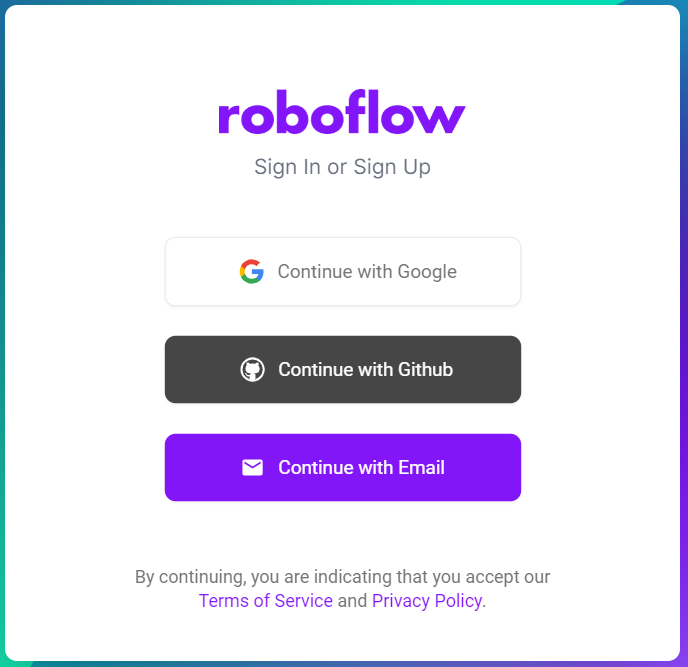 roboflow
Sign In or Sign Up
Continue with Google
Continue with Github
Continue with Email
By continuing, you are indicating that you accept our
Terms of Service and Privacy Policy.